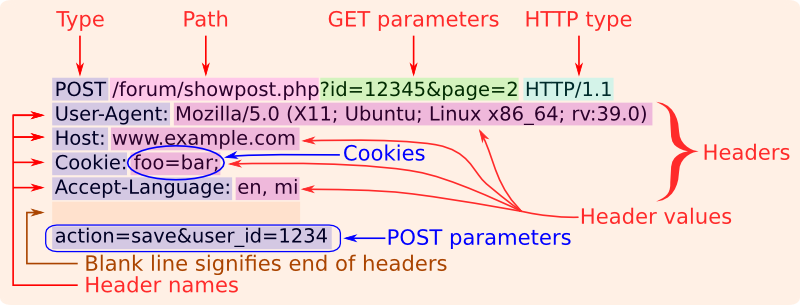 Type Path GET parameters HTTP type
POST /forum/showpost.php?id=12345&page=2 HTTP/1.1
User-Agent: Mozilla/5.0 (X11; Ubuntu; Linux x86_64; rv:39.0)
Host: www.example.com
Cookie: foo=bar;
Cookies
Headers
Accept-Language: en, mi
Header values
action=save&user_id=1234
POST parameters
Blank line signifies end of headers
Header names